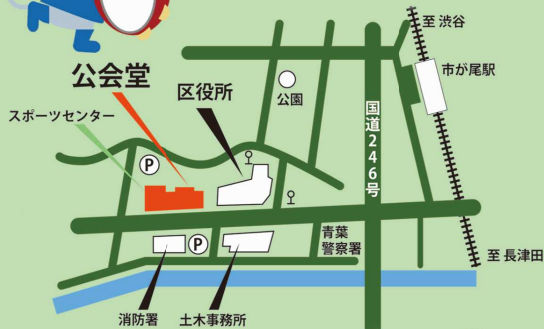 至 渋谷
市が尾駅
公会堂
区役所
公園
スポーツセンター
国道246号
P
P
青葉
警察署
至 長津田
消防署
土木事務所